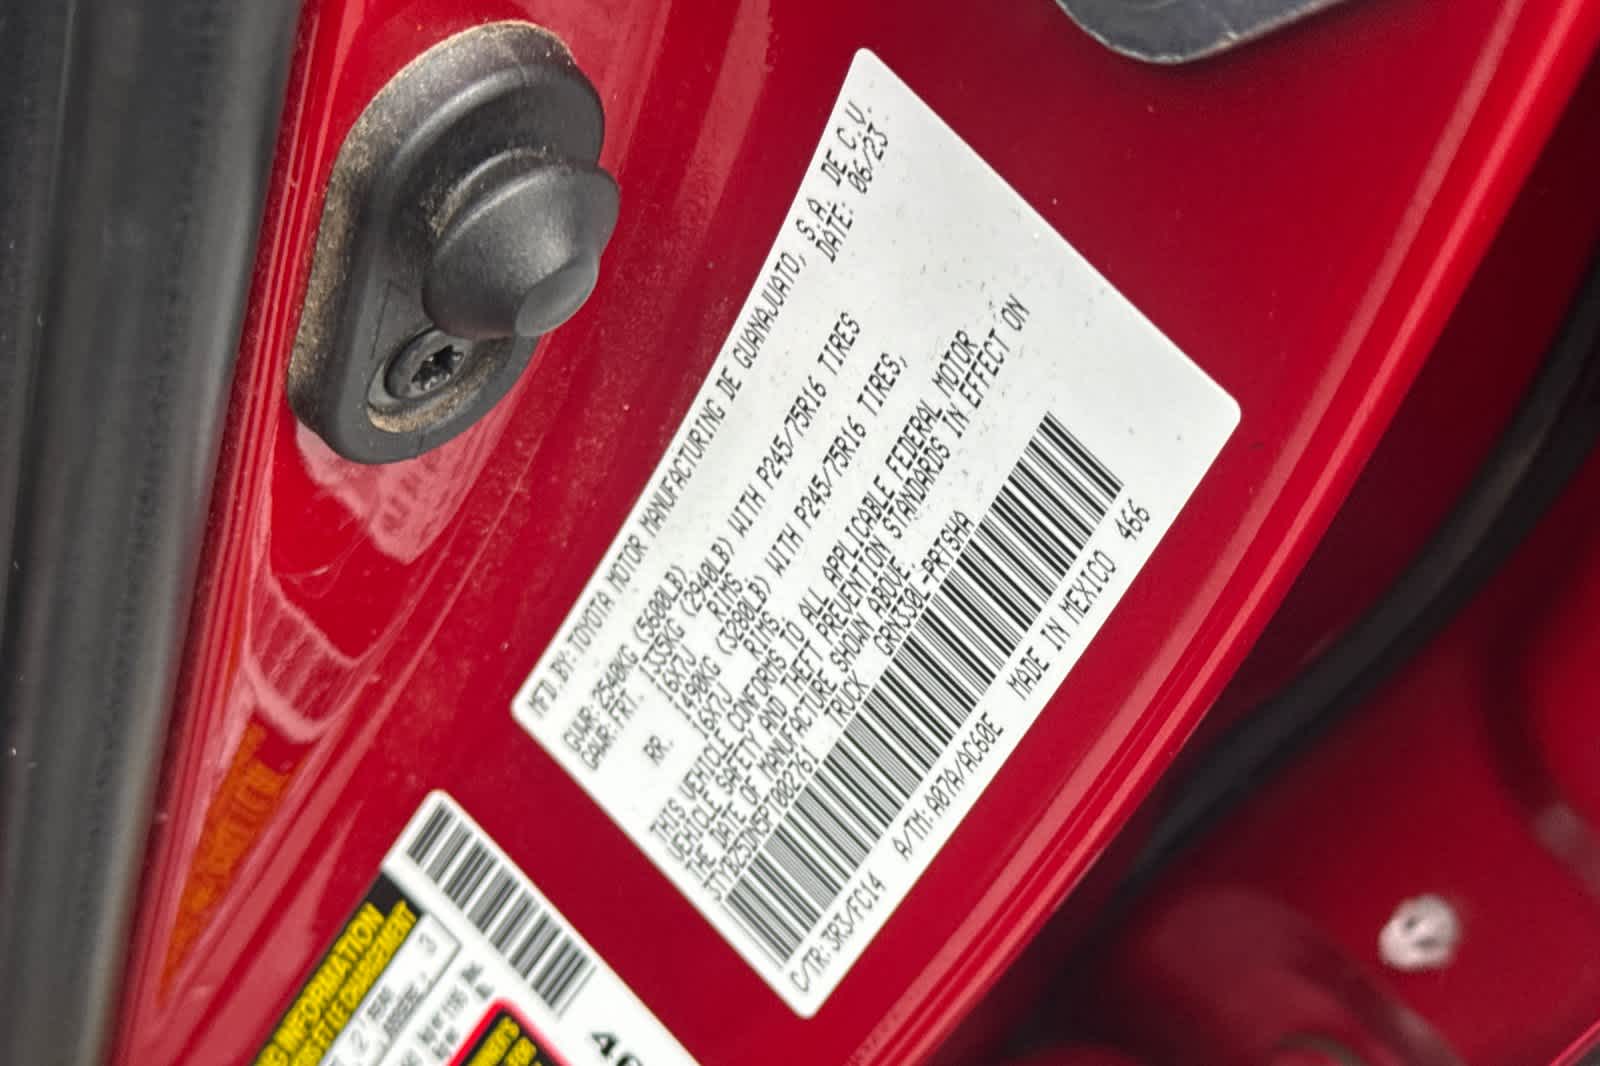 MFD.BY:TOYOTA MOTOR MANUFACTURING DE GUANAJUATO, S.A. DE C.V.
DATE: 06/23
GVWR:2540KG (5600LB)
GAWR:FRT. 1335KG (2940LB) WITH P245/75R16 TIRES
16X7J RIMS
RR. 1490KG (3280LB) WITH P245/75R16 TIRES,
16X7J RIMS
THIS VEHICLE CONFORMS TO ALL APPLICABLE FEDERAL MOTOR
VEHICLE SAFETY AND THEFT PREVENTION STANDARDS IN EFFECT ON
THE DATE OF MANUFACTURE SHOWN ABOVE.
3TYRZ5DN5PT002761 TRUCK GRN330L-PRTSHA
C/TR:3R3/FC14 A/TM:A07A/AC60E MADE IN MEXICO 466
INFORMATION
3